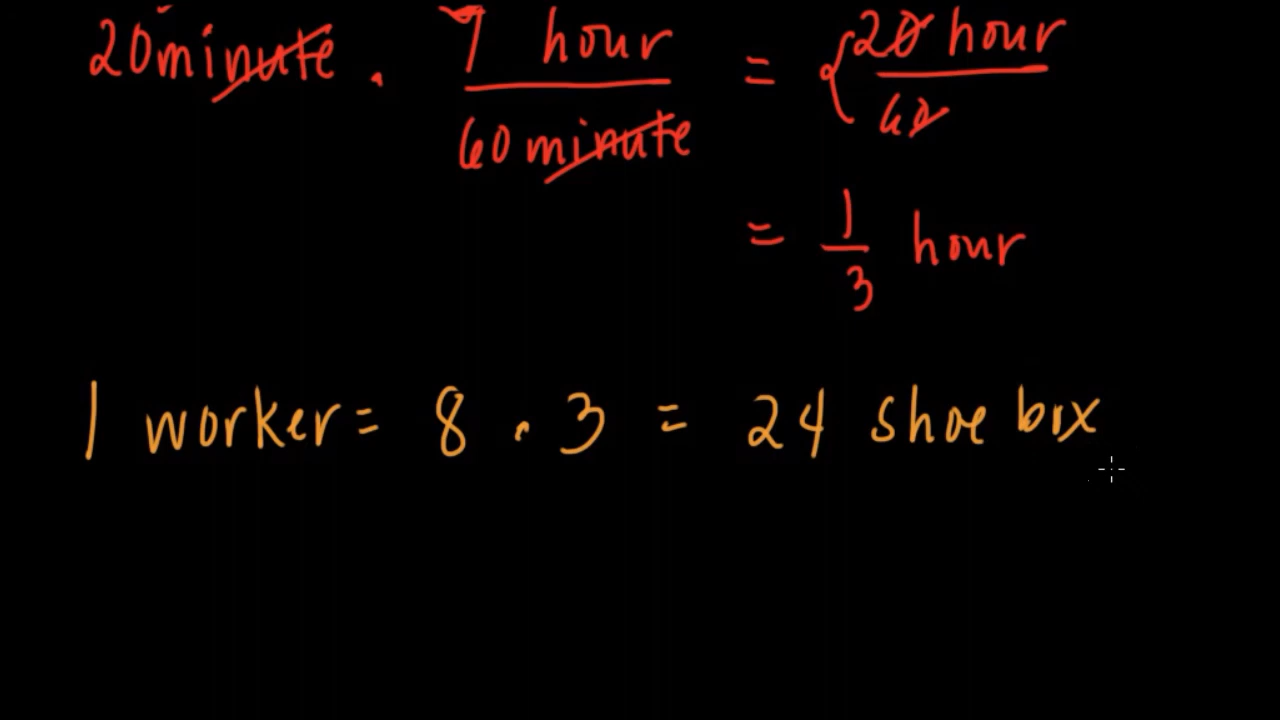 20 minute . 1 hour / 60 minute = 20 hour / 60
= 1/3 hour
1 worker = 8 . 3 = 24 shoe box